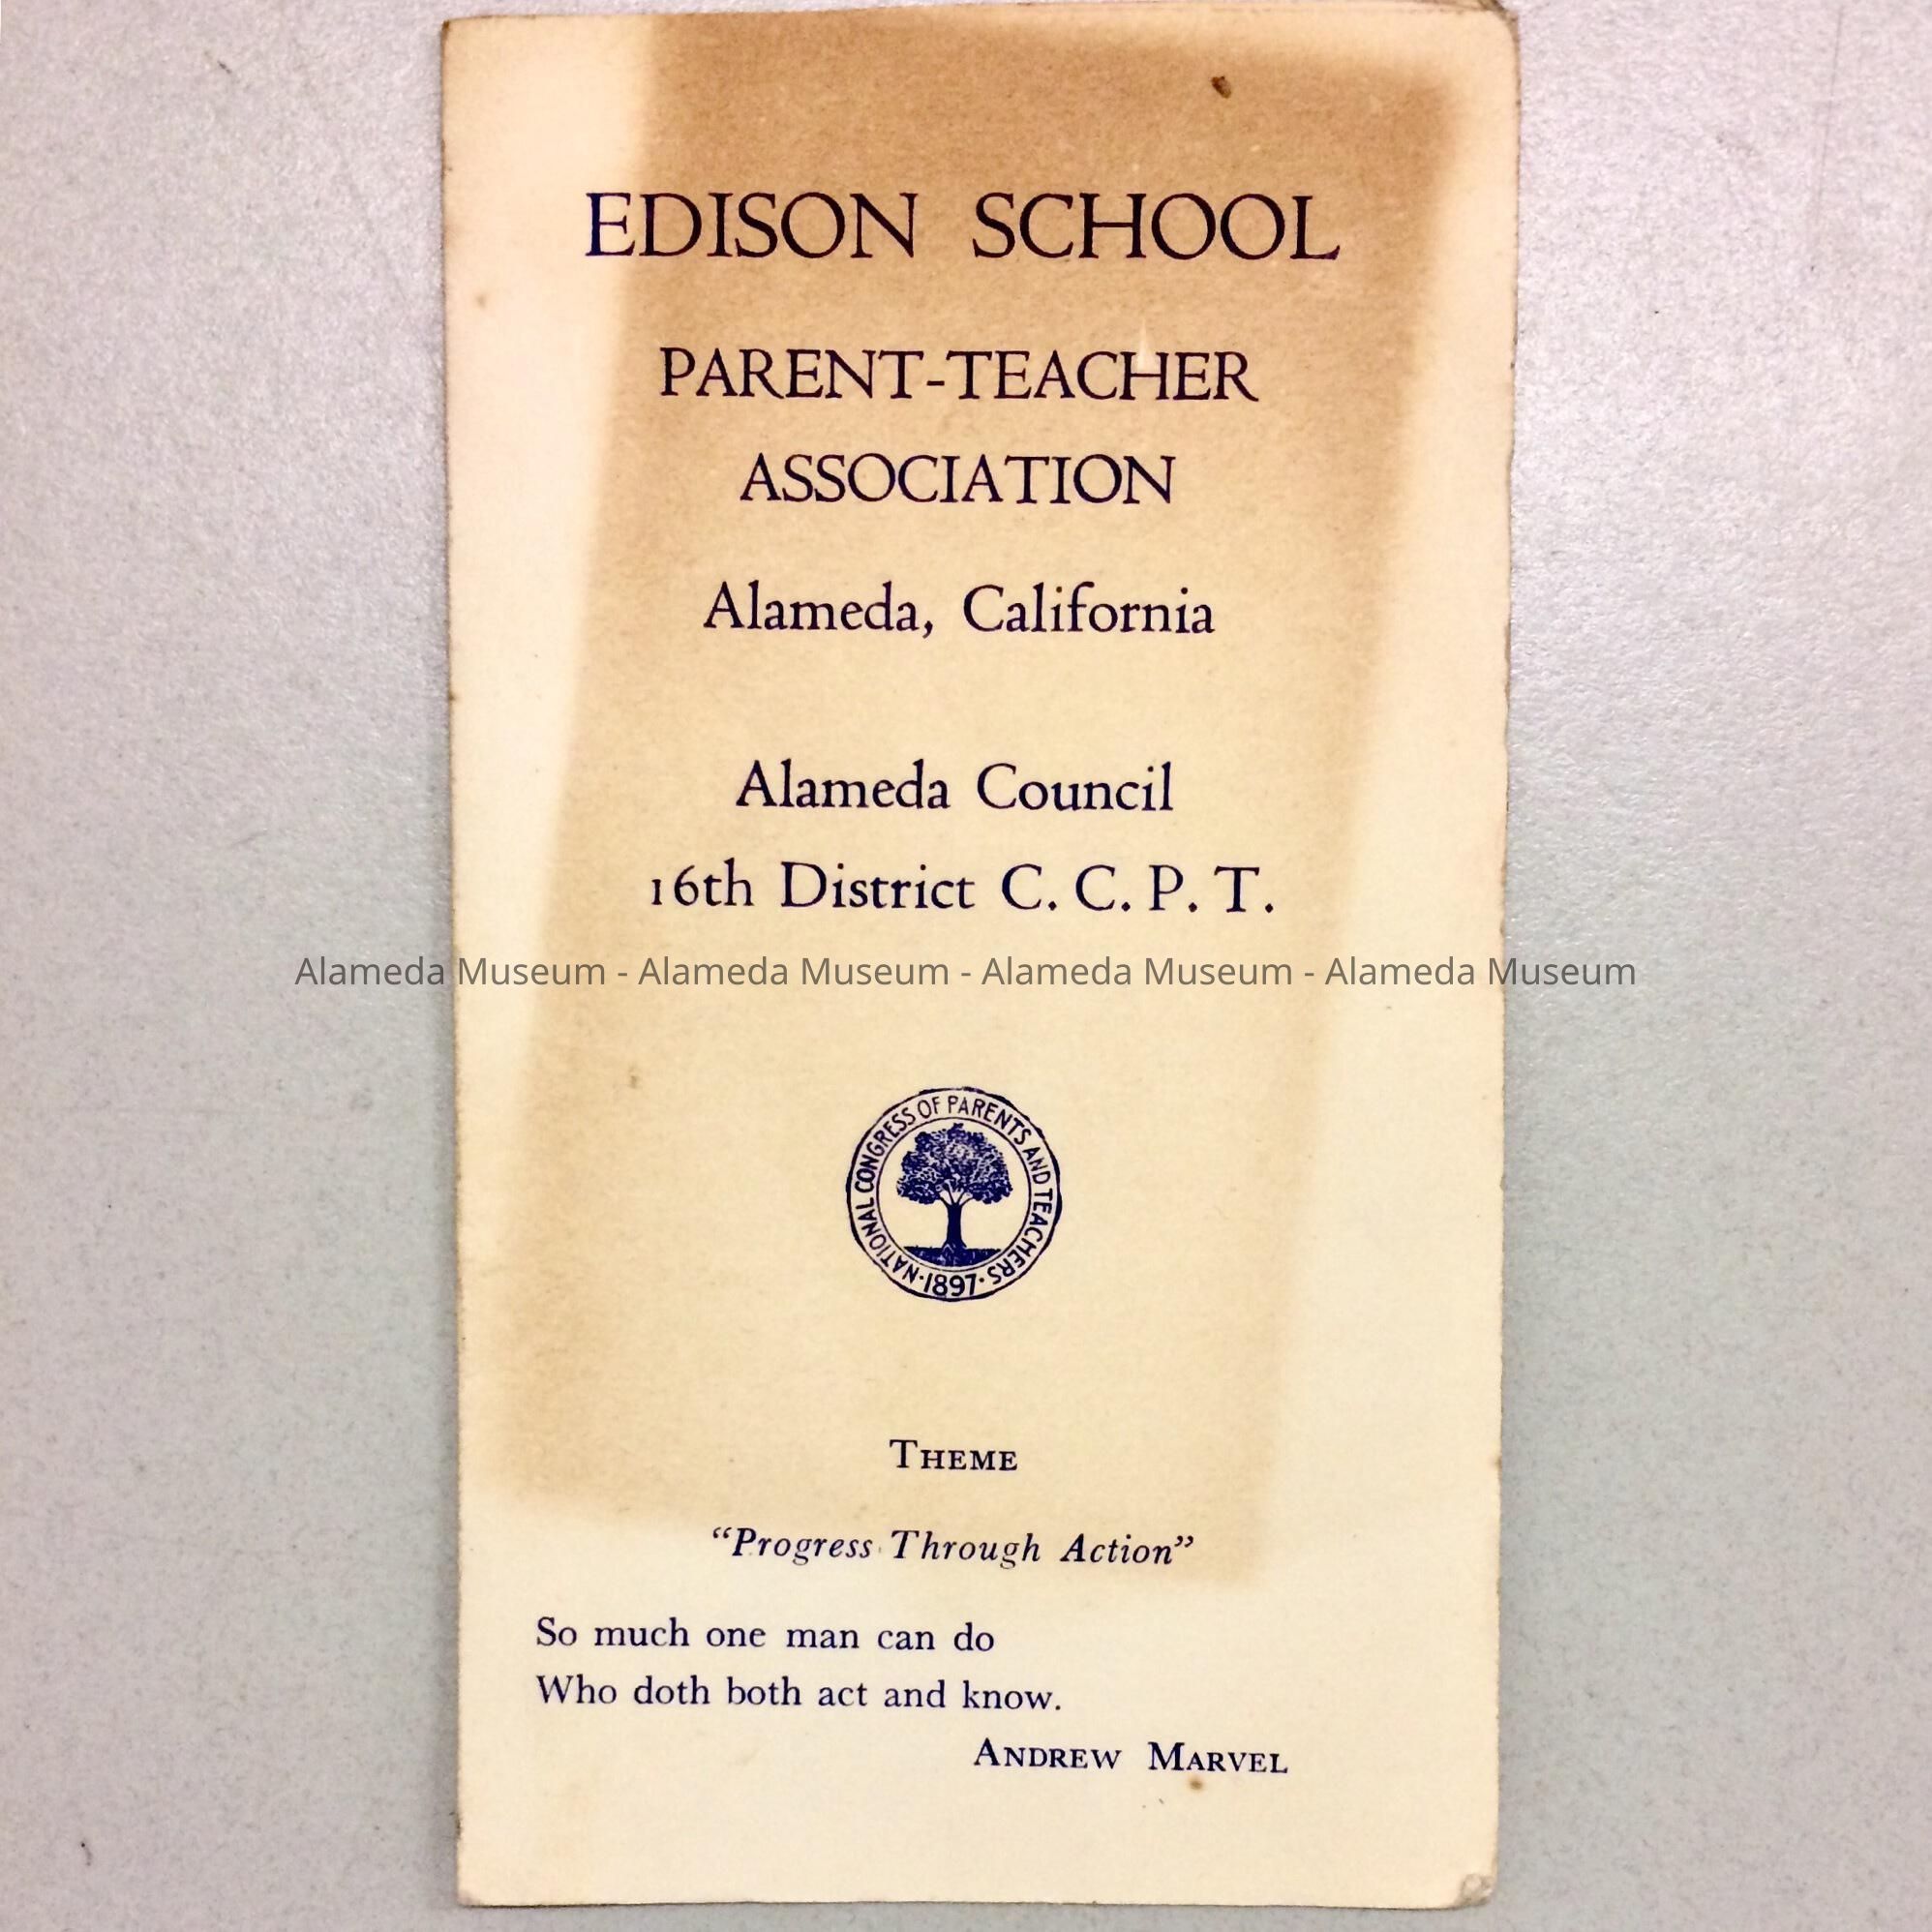 EDISON SCHOOL
PARENT-TEACHER
ASSOCIATION
Alameda, California
Alameda Council
16th District C. C. P. T.
Alameda Museum - Alameda Museum - Alameda Museum - Alameda Museum
NATIONAL CONGRESS OF PARENTS AND TEACHERS
·1897·
THEME
“Progress Through Action”
So much one man can do
Who doth both act and know.
ANDREW MARVEL